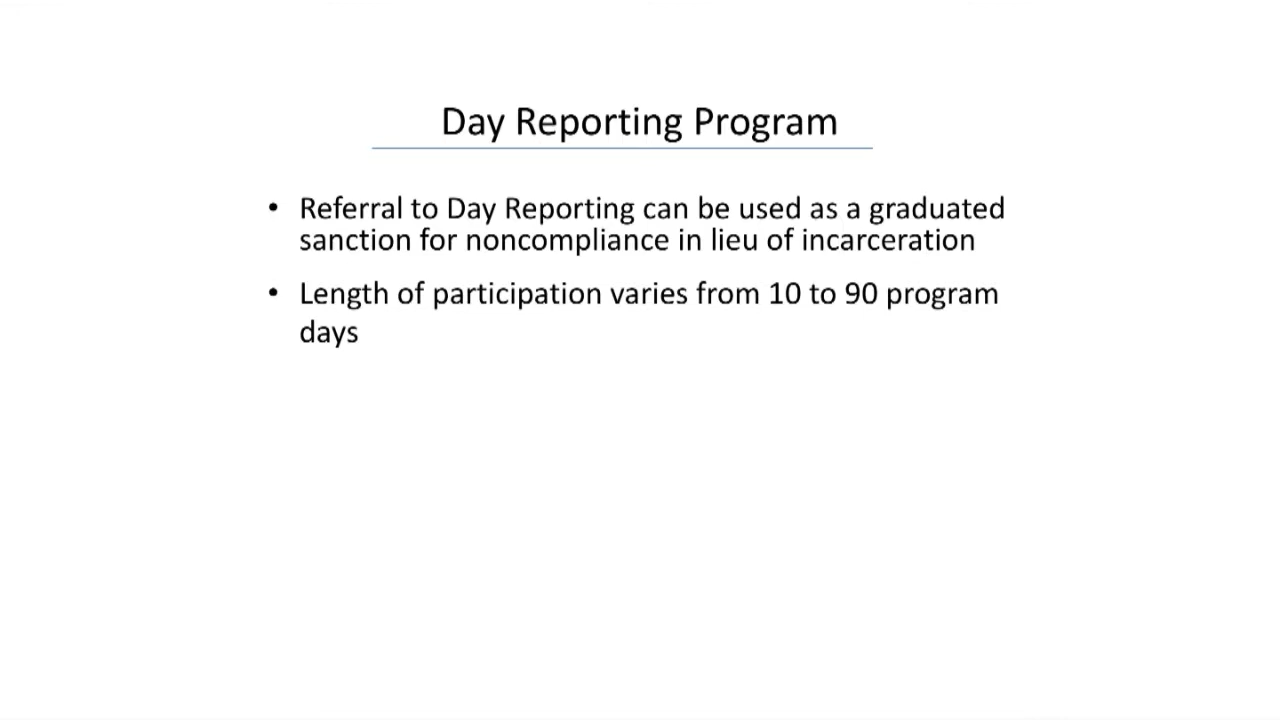 Day Reporting Program
• Referral to Day Reporting can be used as a graduated
sanction for noncompliance in lieu of incarceration
• Length of participation varies from 10 to 90 program
days